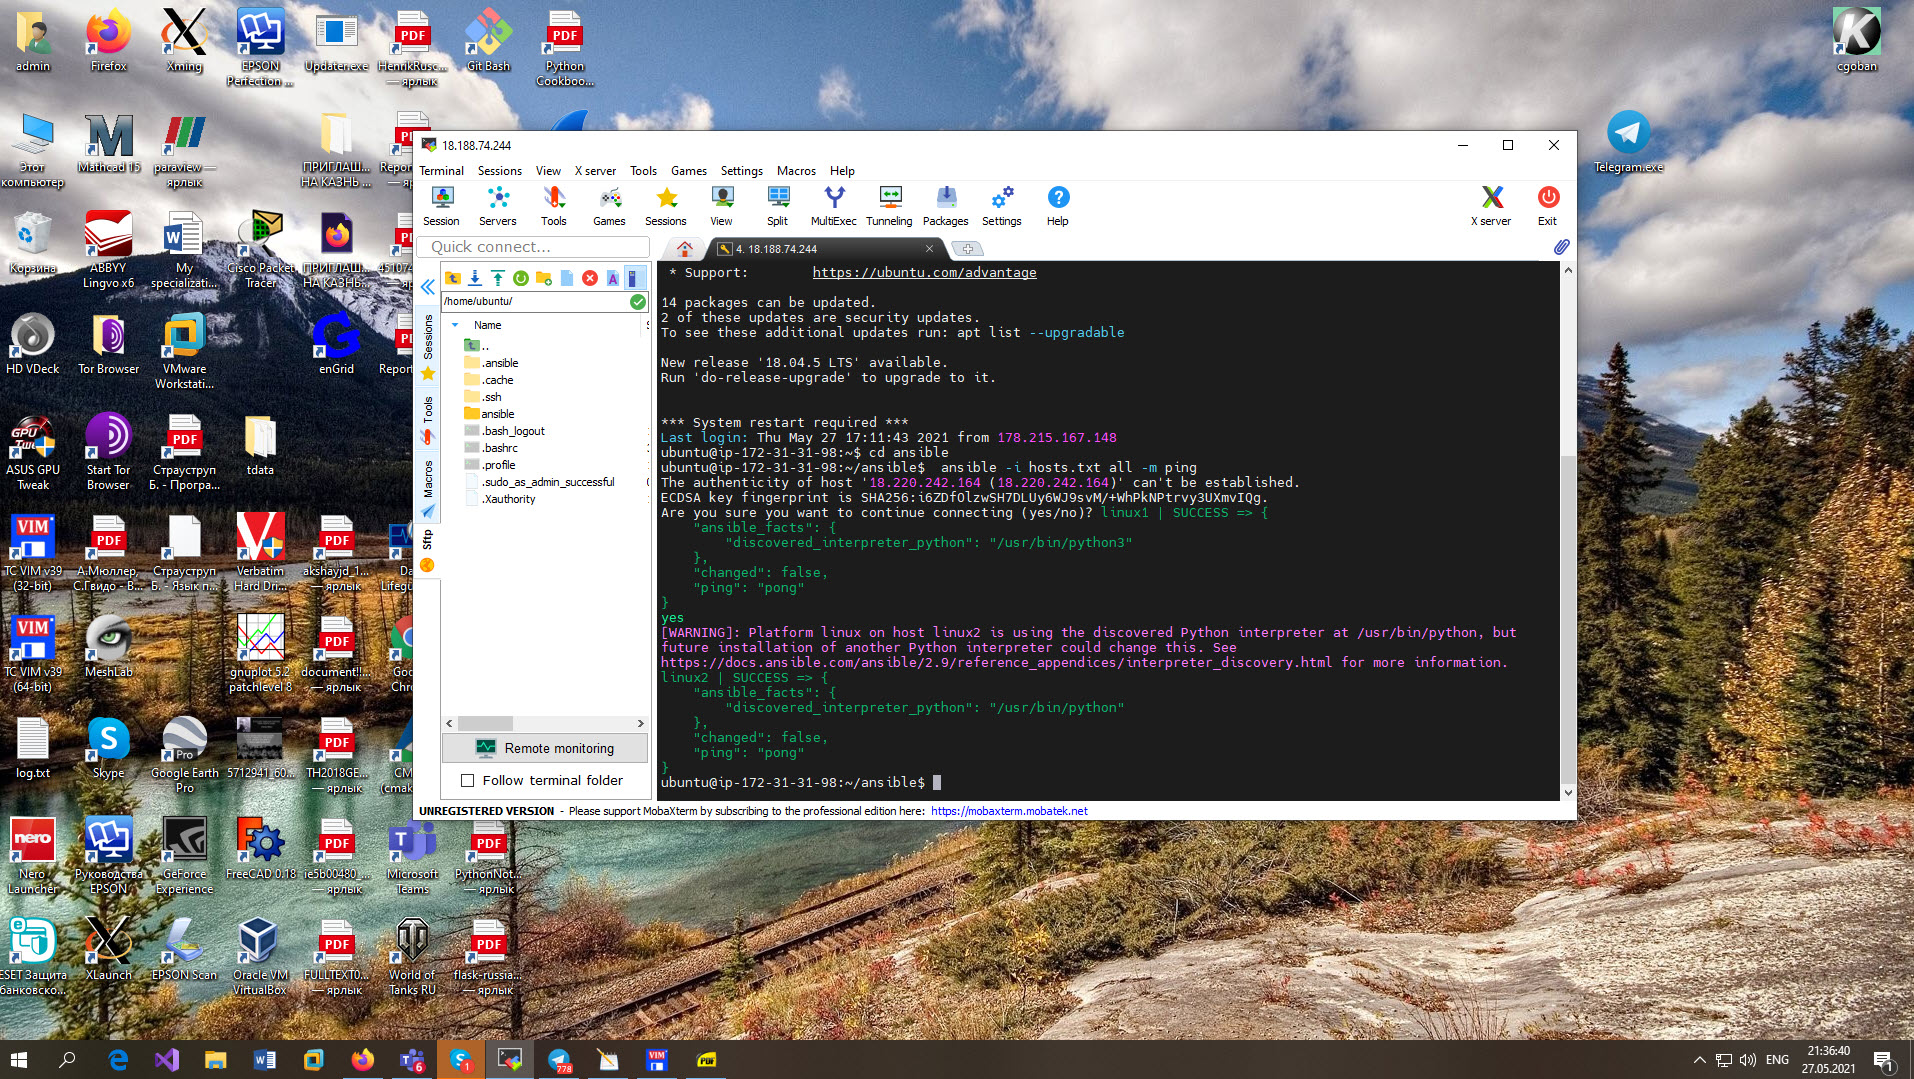 admin
Firefox
Xming
EPSON Perfection ...
Updater.exe
HenrikRusc... — ярлык
Git Bash
Python Cookboo...
cgoban
Этот компьютер
Mathcad 15
paraview — ярлык
ПРИГЛАШ... НА КАЗНЬ ...
Telegram.exe
Корзина
ABBYY Lingvo x6
My specializati...
Cisco Packet Tracer
HD VDeck
Tor Browser
VMware Workstati...
enGrid
ASUS GPU Tweak
Start Tor Browser
Страуструп Б. - Програ...
tdata
TC VIM v39 (32-bit)
А.Мюллер, С.Гвидо - В...
Страуструп Б. - Язык п...
Verbatim Hard Driv...
akshayjd_1... — ярлык
TC VIM v39 (64-bit)
MeshLab
gnuplot 5.2 patchlevel 8
document!!... — ярлык
log.txt
Skype
Google Earth Pro
5712941_60...
TH2018GE... — ярлык
Nero Launcher
Руководства EPSON
GeForce Experience
FreeCAD 0.18
ie5b00480_... — ярлык
Microsoft Teams
PythonNot... — ярлык
ESET Защита банковско...
XLaunch
EPSON Scan
Oracle VM VirtualBox
FULLTEXT0... — ярлык
World of Tanks RU
flask-russia... — ярлык
18.188.74.244
Terminal Sessions View X server Tools Games Settings Macros Help
Session Servers Tools Games Sessions View Split MultiExec Tunneling Packages Settings Help X server Exit
Quick connect...
4. 18.188.74.244
/home/ubuntu/
Name
..
.ansible
.cache
.ssh
ansible
.bash_logout
.bashrc
.profile
.sudo_as_admin_successful
.Xauthority
Sessions
Tools
Macros
Sftp
Remote monitoring
Follow terminal folder
* Support: https://ubuntu.com/advantage
14 packages can be updated.
2 of these updates are security updates.
To see these additional updates run: apt list --upgradable
New release '18.04.5 LTS' available.
Run 'do-release-upgrade' to upgrade to it.
*** System restart required ***
Last login: Thu May 27 17:11:43 2021 from 178.215.167.148
ubuntu@ip-172-31-31-98:~$ cd ansible
ubuntu@ip-172-31-31-98:~/ansible$  ansible -i hosts.txt all -m ping
The authenticity of host '18.220.242.164 (18.220.242.164)' can't be established.
ECDSA key fingerprint is SHA256:i6ZDfOlzwSH7DLUy6WJ9svM/+WhPkNPtrvy3UXmvIQg.
Are you sure you want to continue connecting (yes/no)? linux1 | SUCCESS => {
"ansible_facts": {
"discovered_interpreter_python": "/usr/bin/python3"
},
"changed": false,
"ping": "pong"
}
yes
[WARNING]: Platform linux on host linux2 is using the discovered Python interpreter at /usr/bin/python, but
future installation of another Python interpreter could change this. See
https://docs.ansible.com/ansible/2.9/reference_appendices/interpreter_discovery.html for more information.
linux2 | SUCCESS => {
"ansible_facts": {
"discovered_interpreter_python": "/usr/bin/python"
},
"changed": false,
"ping": "pong"
}
ubuntu@ip-172-31-31-98:~/ansible$
UNREGISTERED VERSION - Please support MobaXterm by subscribing to the professional edition here: https://mobaxterm.mobatek.net
ENG
21:36:40
27.05.2021